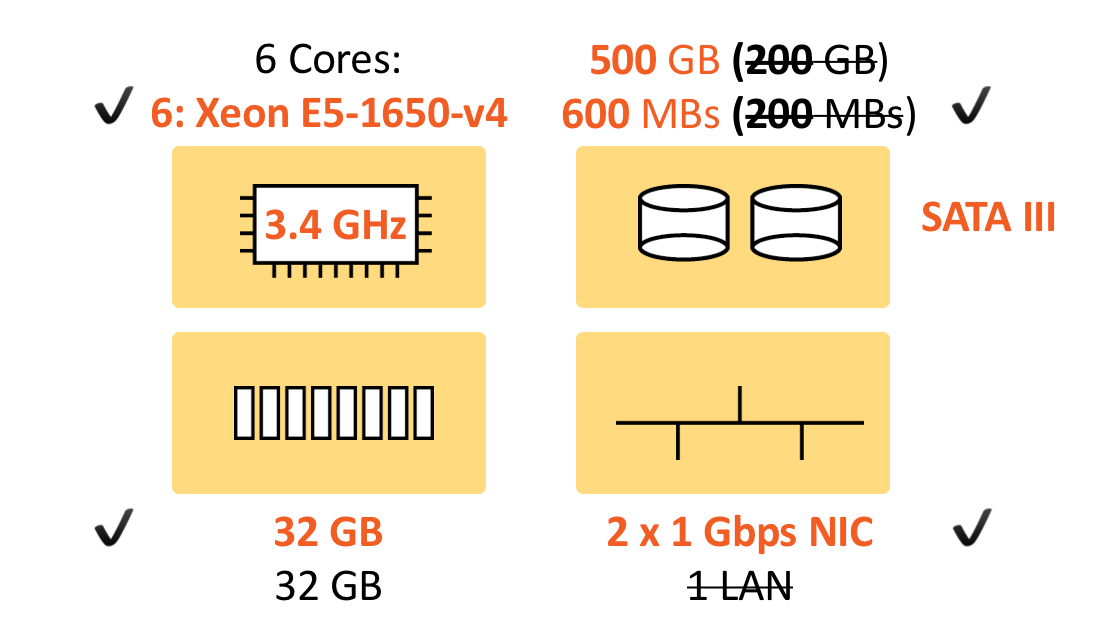 6 Cores:
6: Xeon E5-1650-v4
500 GB (200 GB)
600 MBs (200 MBs)
3.4 GHz
SATA III
32 GB
32 GB
2 x 1 Gbps NIC
1 LAN